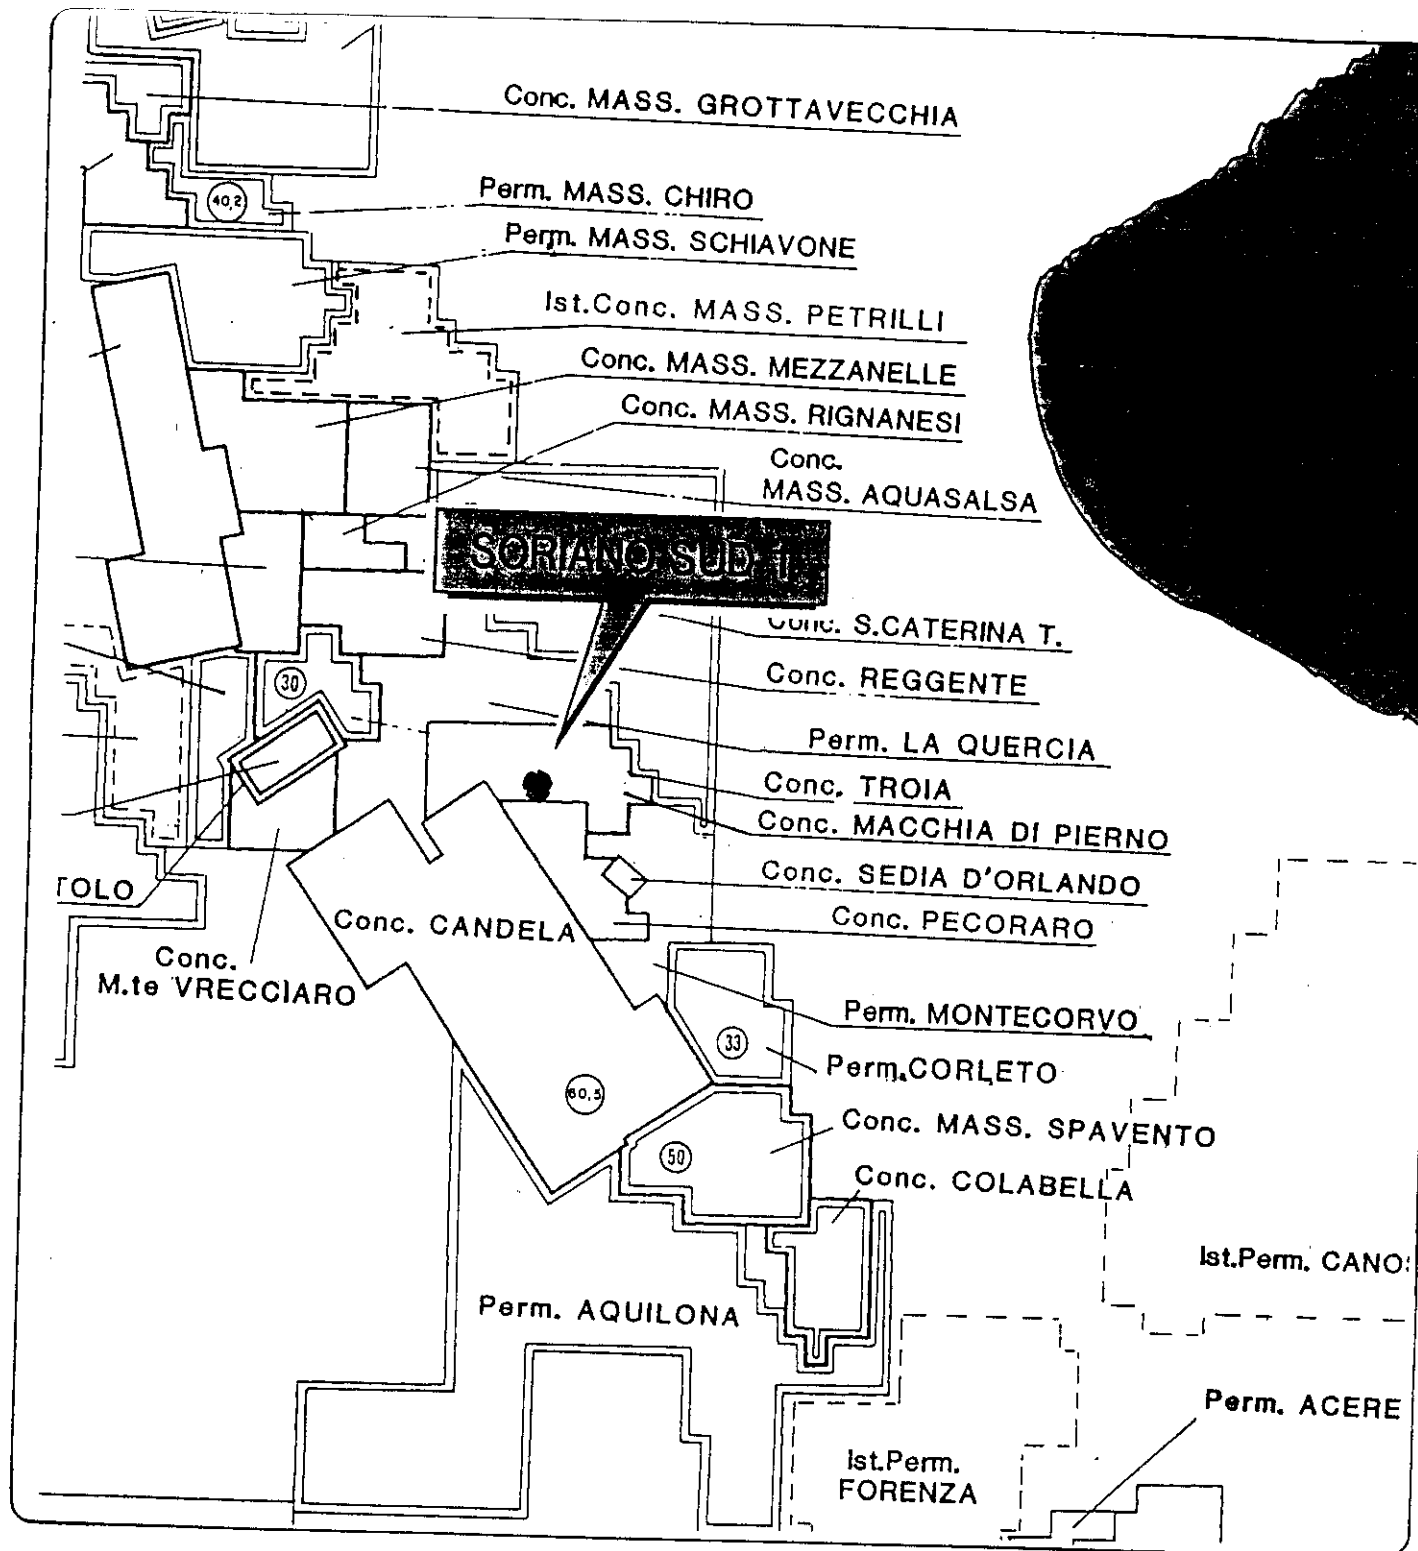 Conc. MASS. GROTTAVECCHIA
Perm. MASS. CHIRO
40,2
Perm. MASS. SCHIAVONE
Ist.Conc. MASS. PETRILLI
Conc. MASS. MEZZANELLE
Conc. MASS. RIGNANESI
Conc.
MASS. AQUASALSA
SORIANO SUD 1
Conc. S.CATERINA T.
Conc. REGGENTE
30
Perm. LA QUERCIA
Conc. TROIA
Conc. MACCHIA DI PIERNO
Conc. SEDIA D'ORLANDO
TOLO
Conc. PECORARO
Conc. CANDELA
Conc.
M.te VRECCIARO
Perm. MONTECORVO
33
Perm.CORLETO
60,5
Conc. MASS. SPAVENTO
50
Conc. COLABELLA
Ist.Perm. CANO
Perm. AQUILONA
Perm. ACERE
Ist.Perm.
FORENZA